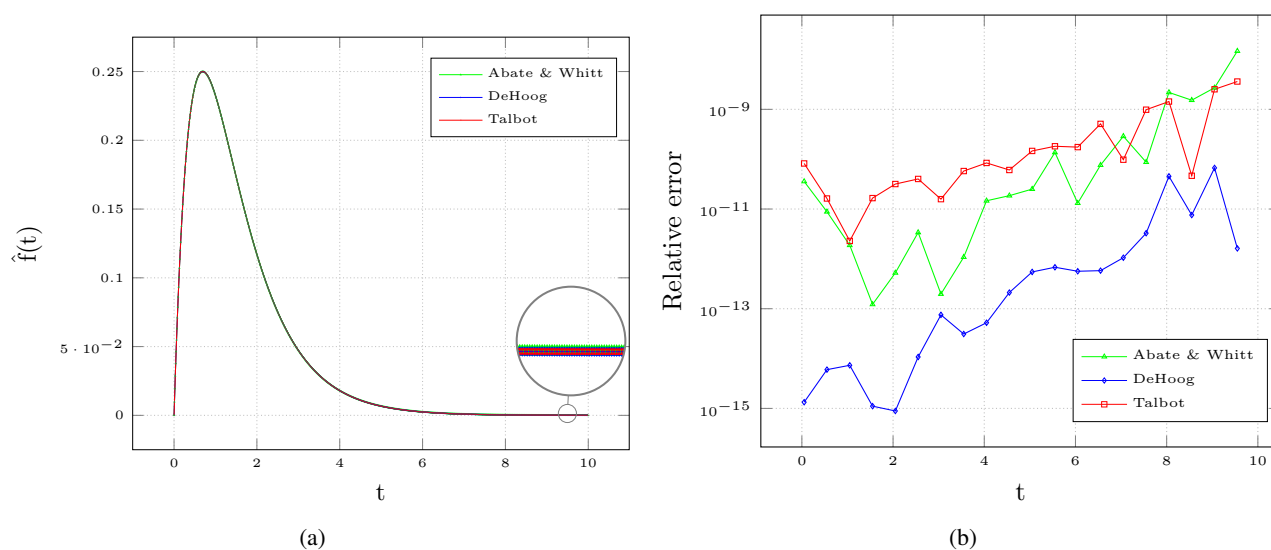 0.25
0.2
0.15
0.1
5 · 10⁻²
0
f̂(t)
0 2 4 6 8 10
t
Abate & Whitt
DeHoog
Talbot
(a)
10⁻⁹
10⁻¹¹
10⁻¹³
10⁻¹⁵
Relative error
0 2 4 6 8 10
t
Abate & Whitt
DeHoog
Talbot
(b)